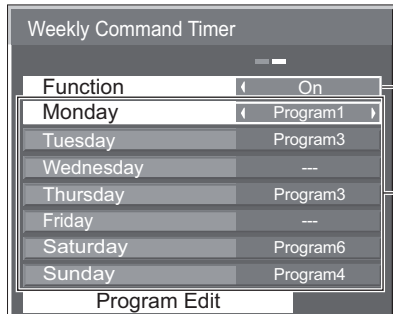 Weekly Command Timer
Function On
Monday Program1
Tuesday Program3
Wednesday ---
Thursday Program3
Friday ---
Saturday Program6
Sunday Program4
Program Edit